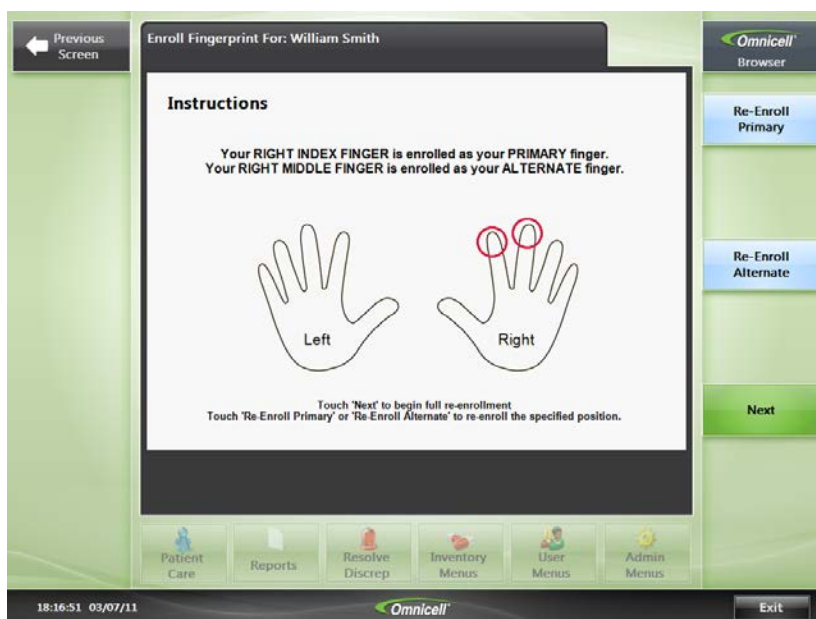 Previous
Screen
Enroll Fingerprint For: William Smith
Omnicell
Browser
Instructions
Re-Enroll
Primary
Your RIGHT INDEX FINGER is enrolled as your PRIMARY finger.
Your RIGHT MIDDLE FINGER is enrolled as your ALTERNATE finger.
Re-Enroll
Alternate
Left
Right
Touch 'Next' to begin full re-enrollment
Touch 'Re-Enroll Primary' or 'Re-Enroll Alternate' to re-enroll the specified position.
Next
Patient
Care
Reports
Resolve
Discrep
Inventory
Menus
User
Menus
Admin
Menus
18:16:51 03/07/11
Omnicell
Exit